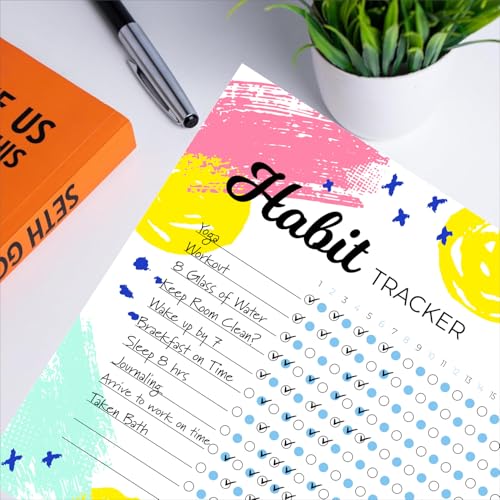 E US
HIS
SETH GO
Habit
TRACKER
1 2 3 4 5 6 7 8 9 10 11 12 13 14 15
Yoga
Workout
8 Glass of Water
Keep Room Clean?
Wake up by 7
Breakfast on Time
Sleep 8 hrs
Journaling
Arrive to work on time
Taken Bath